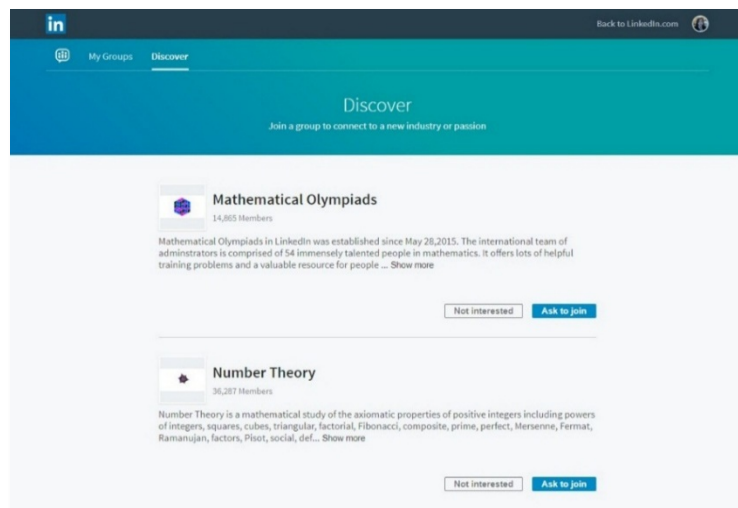 in
Back to LinkedIn.com
My Groups Discover
Discover
Join a group to connect to a new industry or passion
Mathematical Olympiads
14,865 Members
Mathematical Olympiads in LinkedIn was established since May 28,2015. The international team of
adminstrators is comprised of 54 immensely talented people in mathematics. It offers lots of helpful
training problems and a valuable resource for people ... Show more
Not interested Ask to join
Number Theory
36,287 Members
Number Theory is a mathematical study of the axiomatic properties of positive integers including powers
of integers, squares, cubes, triangular, factorial, Fibonacci, composite, prime, perfect, Mersenne, Fermat,
Ramanujan, factors, Pisot, social, def... Show more
Not interested Ask to join